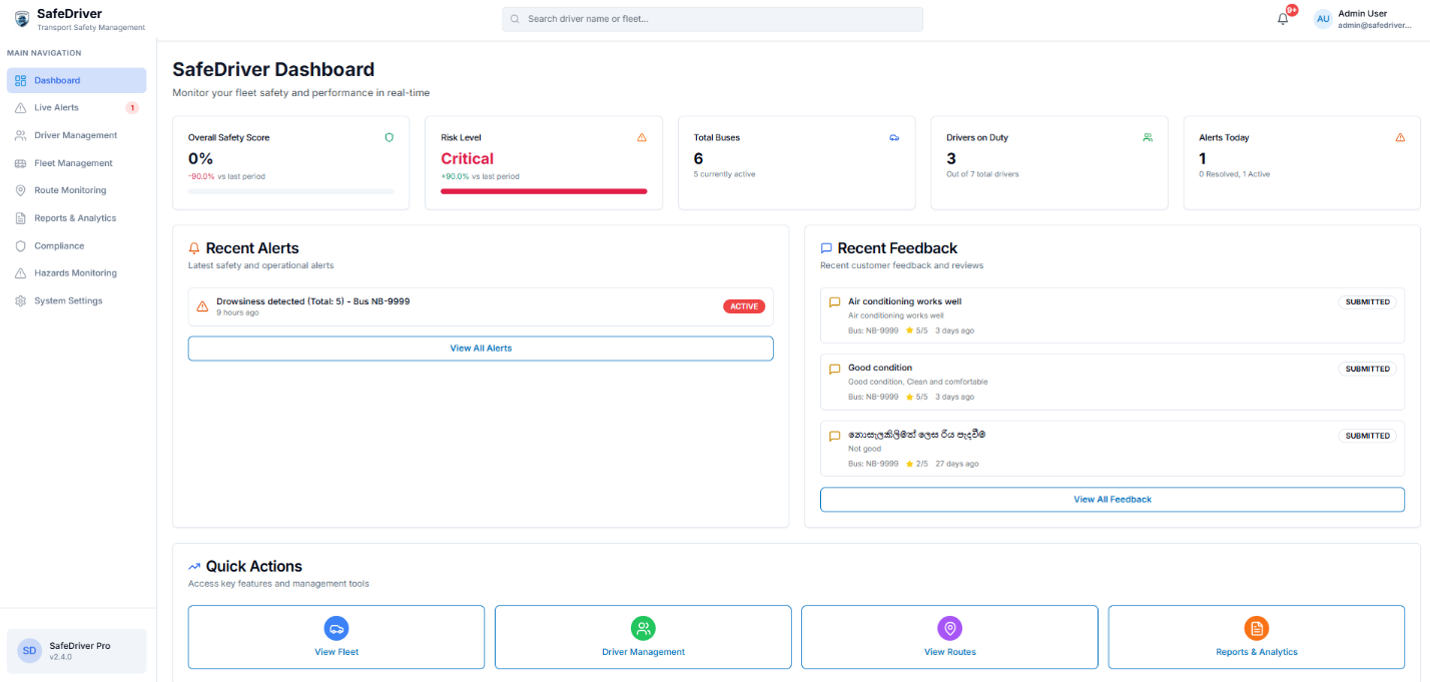 SafeDriver
Transport Safety Management
Search driver name or fleet...
9+
AU
Admin User
admin@safedriver...
MAIN NAVIGATION
Dashboard
Live Alerts 1
Driver Management
Fleet Management
Route Monitoring
Reports & Analytics
Compliance
Hazards Monitoring
System Settings
SD
SafeDriver Pro
v2.4.0
SafeDriver Dashboard
Monitor your fleet safety and performance in real-time
Overall Safety Score
0%
-90.0% vs last period
Risk Level
Critical
+90.0% vs last period
Total Buses
6
5 currently active
Drivers on Duty
3
Out of 7 total drivers
Alerts Today
1
0 Resolved, 1 Active
Recent Alerts
Latest safety and operational alerts
Drowsiness detected (Total: 5) - Bus NB-9999
9 hours ago
ACTIVE
View All Alerts
Recent Feedback
Recent customer feedback and reviews
Air conditioning works well
SUBMITTED
Air conditioning works well
Bus: NB-9999 5/5 3 days ago
Good condition
SUBMITTED
Good condition, Clean and comfortable
Bus: NB-9999 5/5 3 days ago
නොසැලකිලිමත් ලෙස රිය පැදවීම
SUBMITTED
Not good
Bus: NB-9999 2/5 27 days ago
View All Feedback
Quick Actions
Access key features and management tools
View Fleet
Driver Management
View Routes
Reports & Analytics